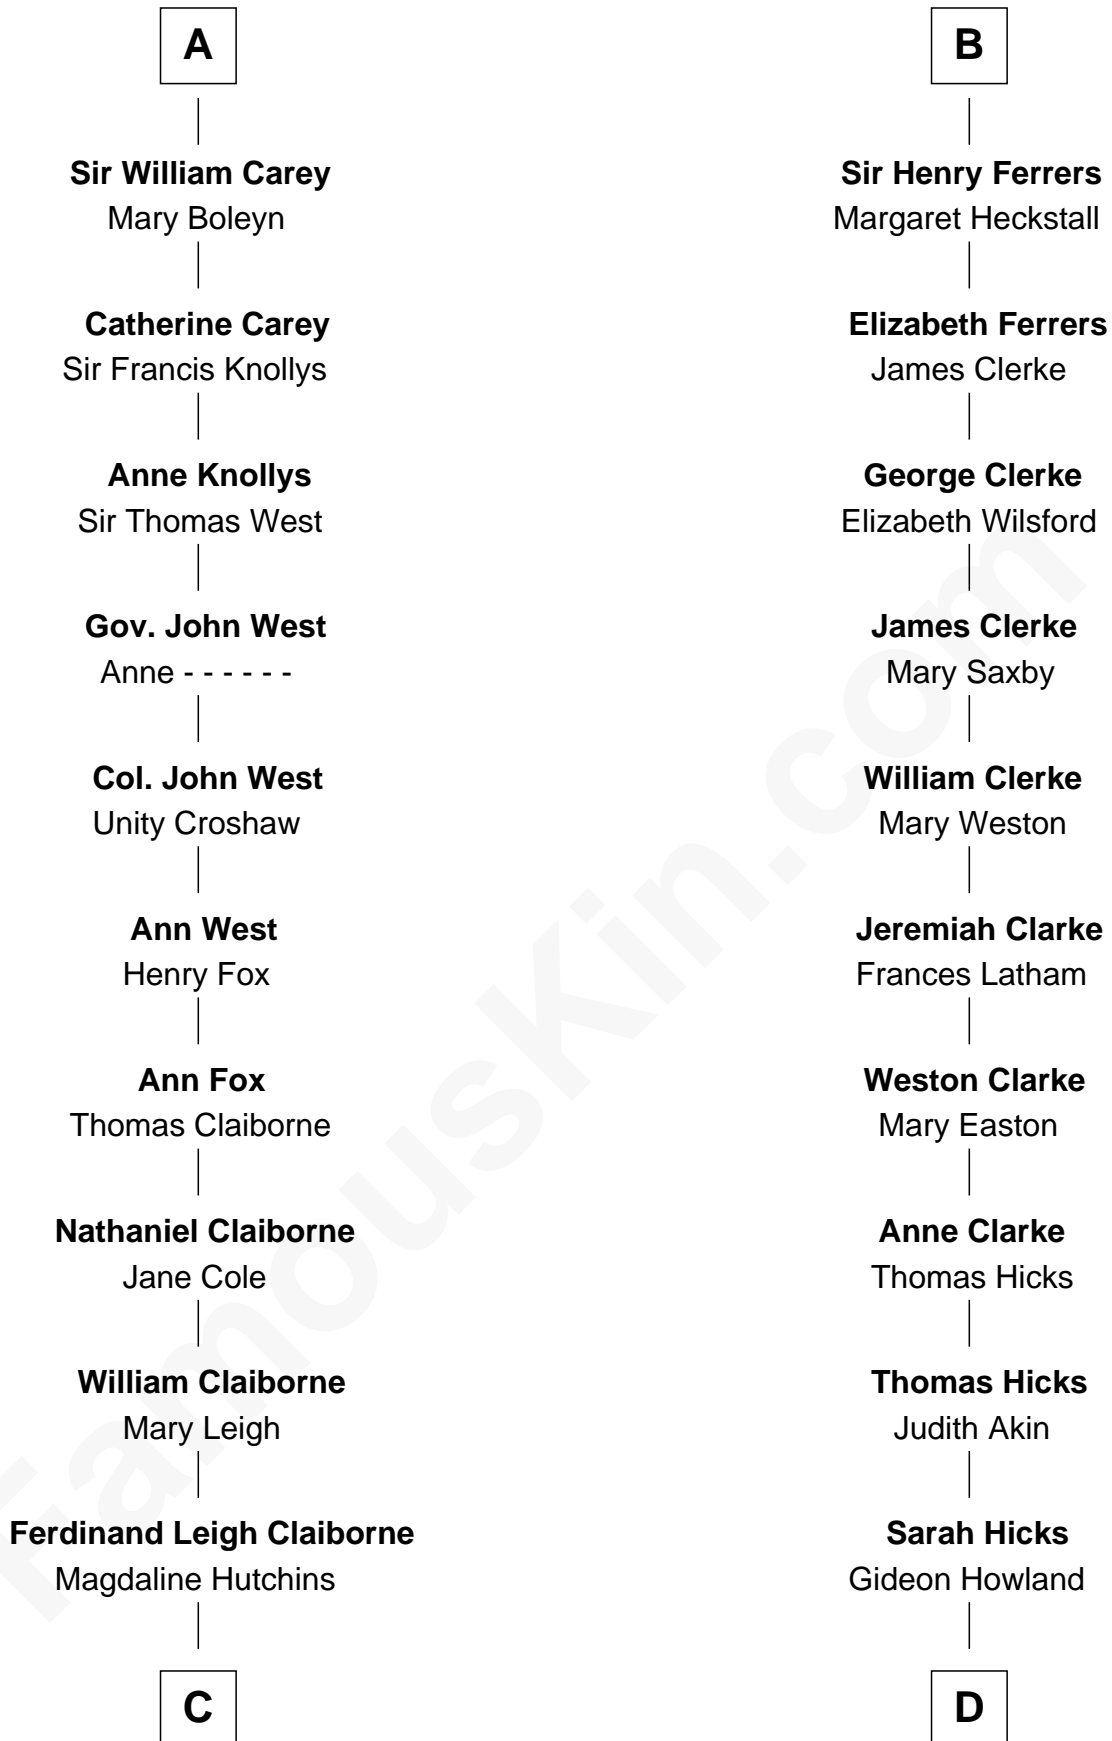 A
Sir William Carey
Mary Boleyn
Catherine Carey
Sir Francis Knollys
Anne Knollys
Sir Thomas West
Gov. John West
Anne - - - - - -
Col. John West
Unity Croshaw
Ann West
Henry Fox
Ann Fox
Thomas Claiborne
Nathaniel Claiborne
Jane Cole
William Claiborne
Mary Leigh
Ferdinand Leigh Claiborne
Magdaline Hutchins
C
B
Sir Henry Ferrers
Margaret Heckstall
Elizabeth Ferrers
James Clerke
George Clerke
Elizabeth Wilsford
James Clerke
Mary Saxby
William Clerke
Mary Weston
Jeremiah Clarke
Frances Latham
Weston Clarke
Mary Easton
Anne Clarke
Thomas Hicks
Thomas Hicks
Judith Akin
Sarah Hicks
Gideon Howland
D
FamousKin.com